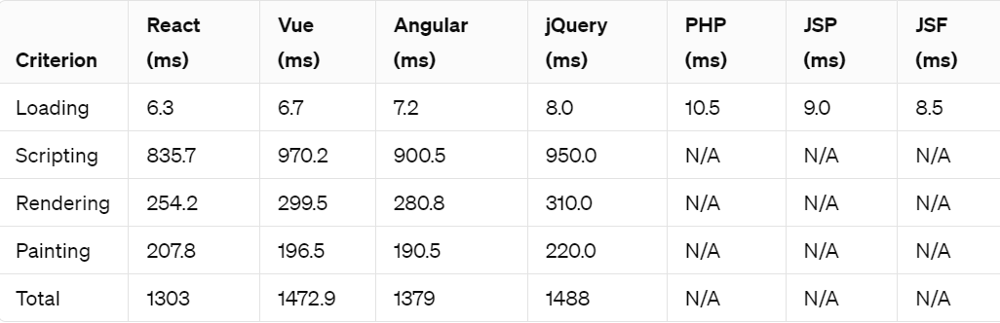 Criterion React (ms) Vue (ms) Angular (ms) jQuery (ms) PHP (ms) JSP (ms) JSF (ms)
Loading 6.3 6.7 7.2 8.0 10.5 9.0 8.5
Scripting 835.7 970.2 900.5 950.0 N/A N/A N/A
Rendering 254.2 299.5 280.8 310.0 N/A N/A N/A
Painting 207.8 196.5 190.5 220.0 N/A N/A N/A
Total 1303 1472.9 1379 1488 N/A N/A N/A